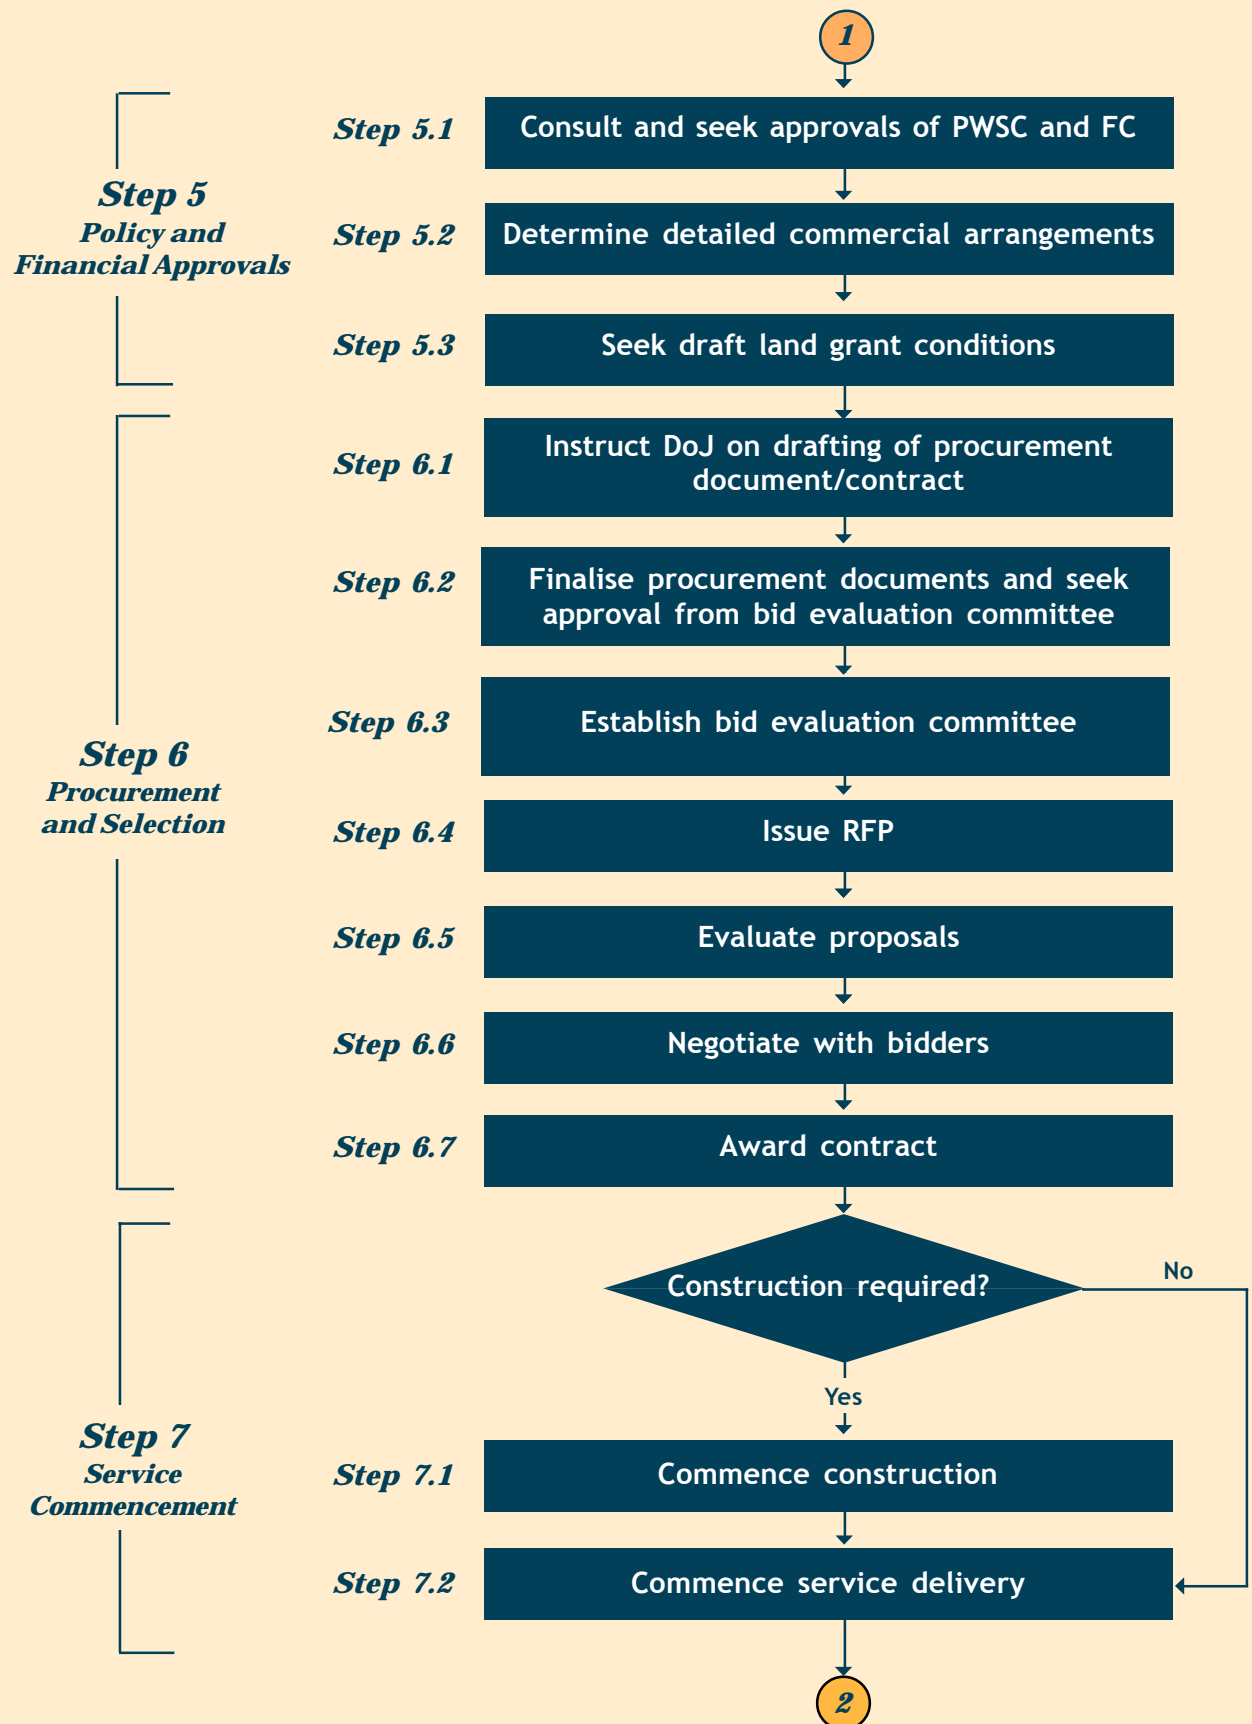 1
Step 5
Policy and
Financial Approvals
Step 5.1
Consult and seek approvals of PWSC and FC
Step 5.2
Determine detailed commercial arrangements
Step 5.3
Seek draft land grant conditions
Step 6
Procurement
and Selection
Step 6.1
Instruct DoJ on drafting of procurement
document/contract
Step 6.2
Finalise procurement documents and seek
approval from bid evaluation committee
Step 6.3
Establish bid evaluation committee
Step 6.4
Issue RFP
Step 6.5
Evaluate proposals
Step 6.6
Negotiate with bidders
Step 6.7
Award contract
Step 7
Service
Commencement
Construction required?
No
Yes
Step 7.1
Commence construction
Step 7.2
Commence service delivery
2